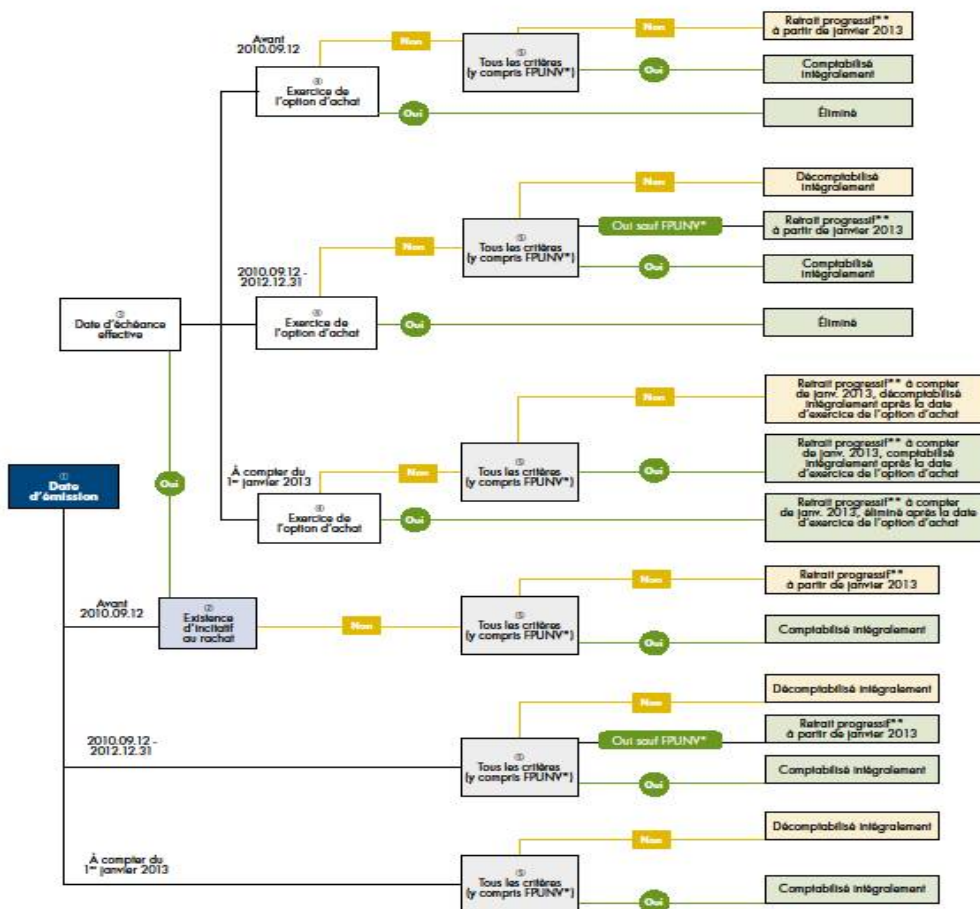 Avant
2010.09.12
Non
④
Exercice de
l'option d'achat
Oui
⑤
Tous les critères
(y compris FPUNV*)
Non
Retrait progressif**
à partir de janvier 2013
Oui
Comptabilisé
intégralement
Éliminé
2010.09.12 -
2012.12.31
Non
④
Exercice de
l'option d'achat
Oui
⑤
Tous les critères
(y compris FPUNV*)
Non
Décomptabilisé
intégralement
Oui sauf FPUNV*
Retrait progressif**
à partir de janvier 2013
Oui
Comptabilisé
intégralement
Éliminé
③
Date d'échéance
effective
Oui
À compter du
1er janvier 2013
Non
④
Exercice de
l'option d'achat
Oui
⑤
Tous les critères
(y compris FPUNV*)
Non
Retrait progressif** à compter
de janv. 2013, décomptabilisé
intégralement après la date
d'exercice de l'option d'achat
Oui
Retrait progressif** à compter
de janv. 2013, comptabilisé
intégralement après la date
d'exercice de l'option d'achat
Retrait progressif** à compter
de janv. 2013, éliminé après la date
d'exercice de l'option d'achat
①
Date
d'émission
Avant
2010.09.12
②
Existence
d'incitatif
au rachat
Non
⑤
Tous les critères
(y compris FPUNV*)
Non
Retrait progressif**
à partir de janvier 2013
Oui
Comptabilisé intégralement
2010.09.12 -
2012.12.31
⑤
Tous les critères
(y compris FPUNV*)
Non
Décomptabilisé intégralement
Oui sauf FPUNV*
Retrait progressif**
à partir de janvier 2013
Oui
Comptabilisé intégralement
À compter du
1er janvier 2013
⑤
Tous les critères
(y compris FPUNV*)
Non
Décomptabilisé intégralement
Oui
Comptabilisé intégralement